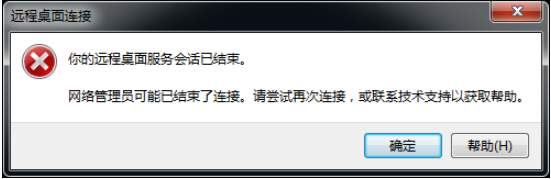 远程桌面连接
你的远程桌面服务会话已结束。
网络管理员可能已结束了连接。请尝试再次连接，或联系技术支持以获取帮助。
确定
帮助(H)